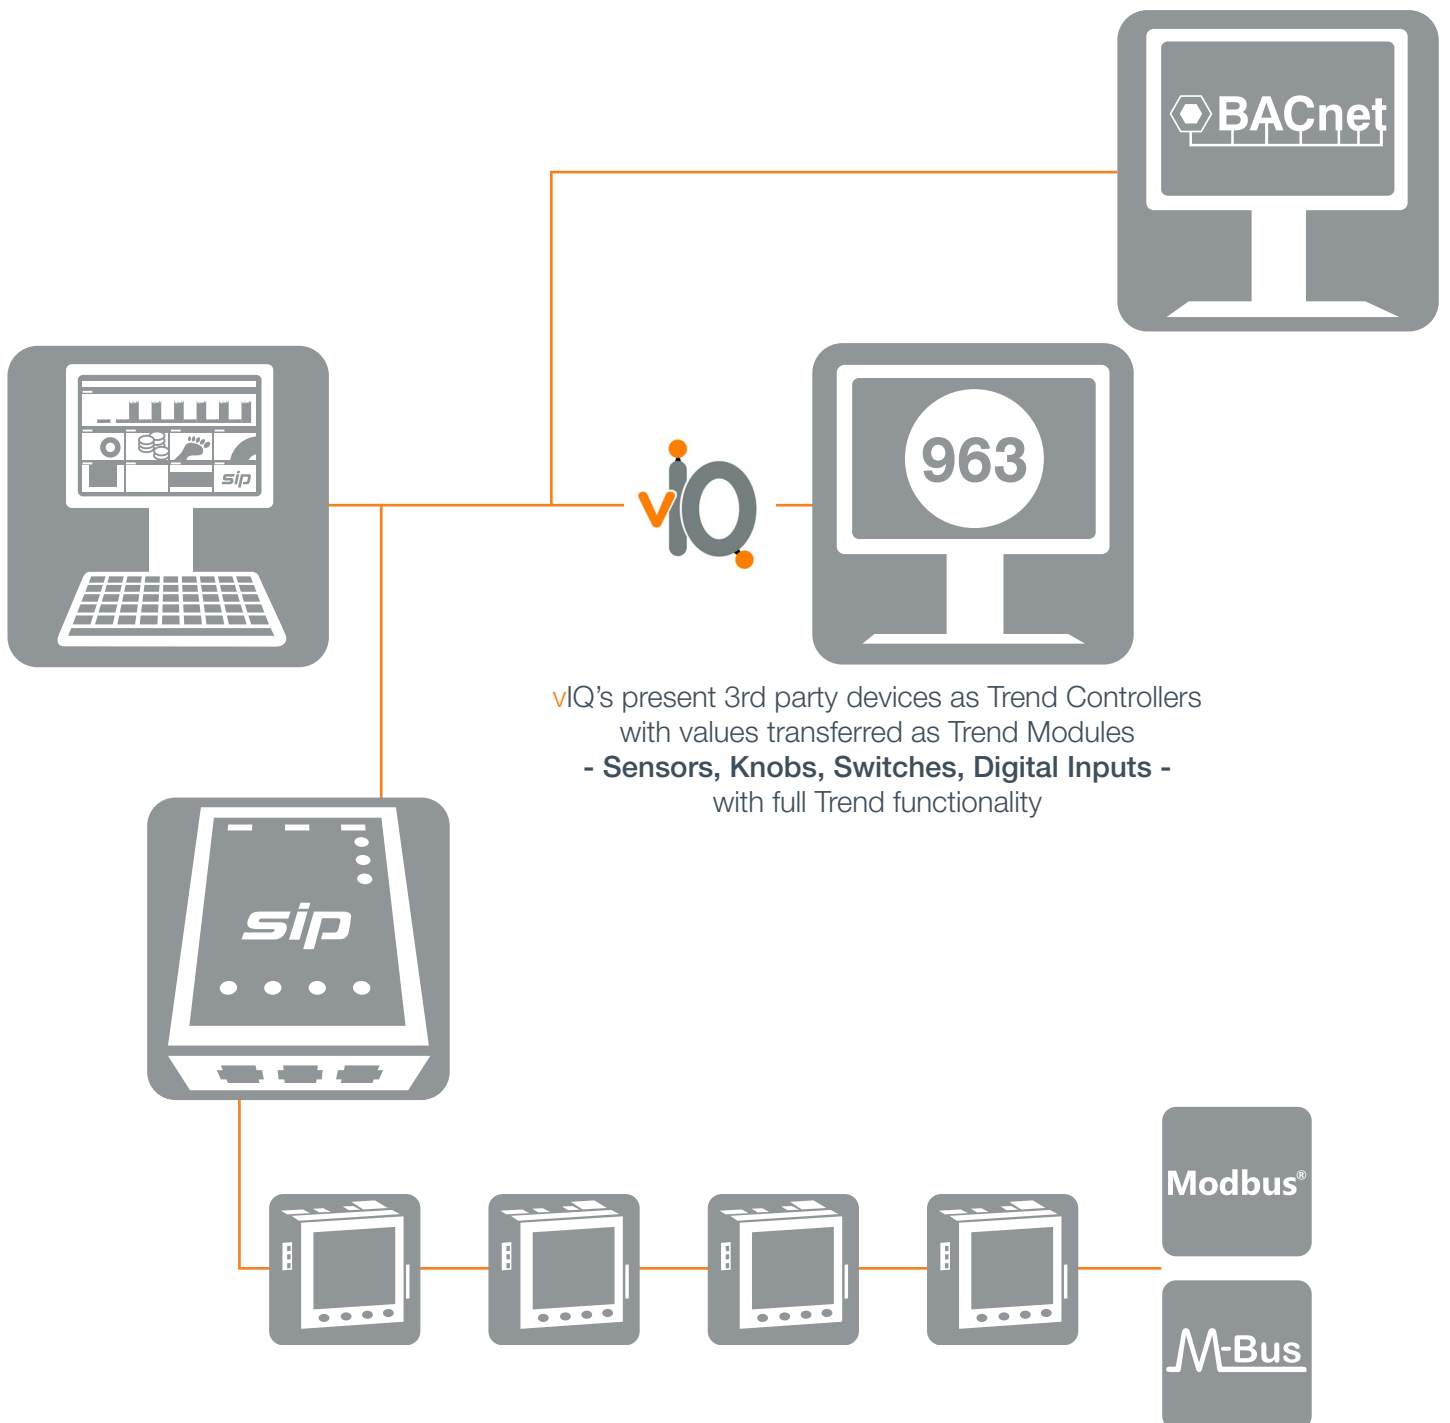 BACnet
963
sip
vIQ
vIQ's present 3rd party devices as Trend Controllers
with values transferred as Trend Modules
- Sensors, Knobs, Switches, Digital Inputs -
with full Trend functionality
sip
Modbus®
M-Bus